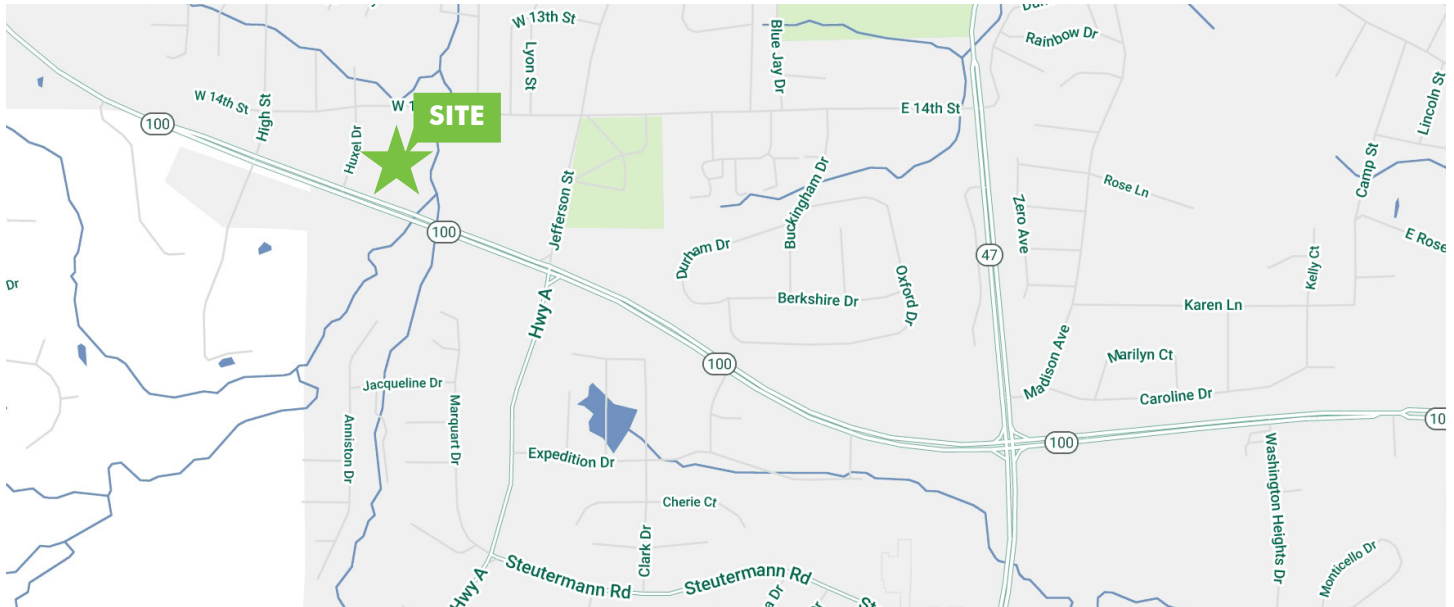 W 13th St
Rainbow Dr
Lyon St
Blue Jay Dr
W 14th St
High St
100
W 1
SITE
E 14th St
Lincoln St
Camp St
Huxel Dr
Jefferson St
Buckingham Dr
Rose Ln
Zero Ave
100
Durham Dr
47
E Rose
Kelly Ct
Dr
Hwy A
Berkshire Dr
Oxford Dr
Karen Ln
100
Madison Ave
Marilyn Ct
Jacqueline Dr
Caroline Dr
Anniston Dr
Marquart Dr
100
10
Expedition Dr
Washington Heights Dr
Cherie Ct
Clark Dr
Monticello Dr
Hwy A
Steutermann Rd
Steutermann Rd
St
a Dr